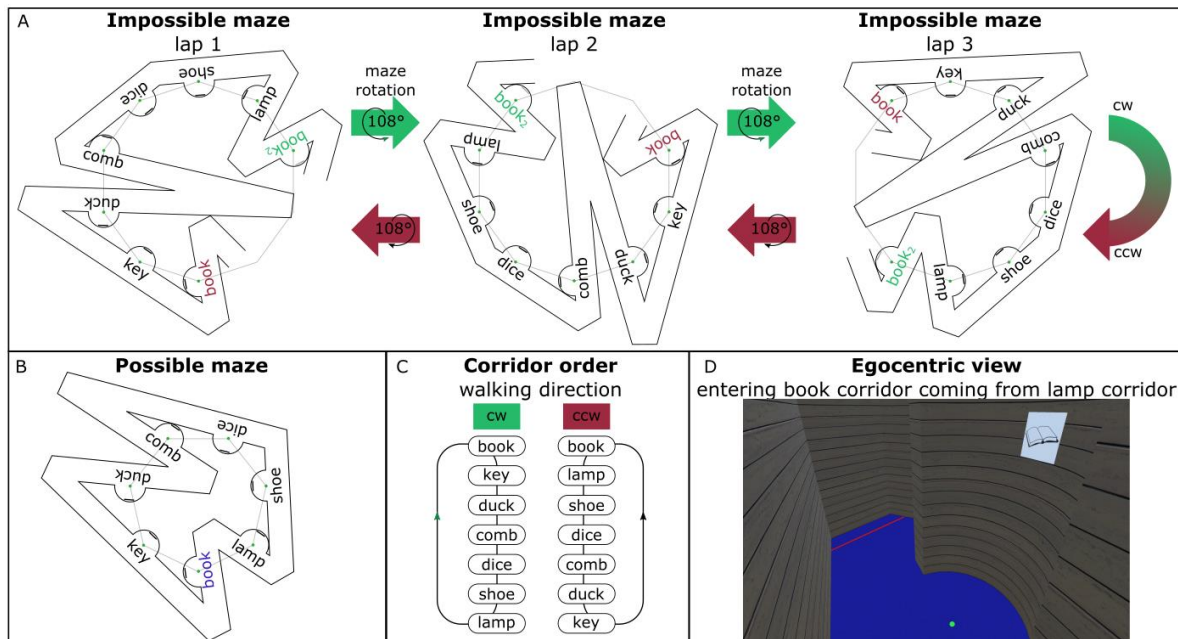 A
Impossible maze
lap 1
shoe
dice
lamp
book₂
comb
duck
key
book
maze
rotation
108°
108°
Impossible maze
lap 2
book₂
lamp
book
shoe
key
dice
comb
duck
maze
rotation
108°
108°
Impossible maze
lap 3
key
book
duck
comb
dice
shoe
lamp
book₂
cw
ccw
B
Possible maze
dice
comb
duck
shoe
key
book
lamp
C
Corridor order
walking direction
cw
book
key
duck
comb
dice
shoe
lamp
ccw
book
lamp
shoe
dice
comb
duck
key
D
Egocentric view
entering book corridor coming from lamp corridor